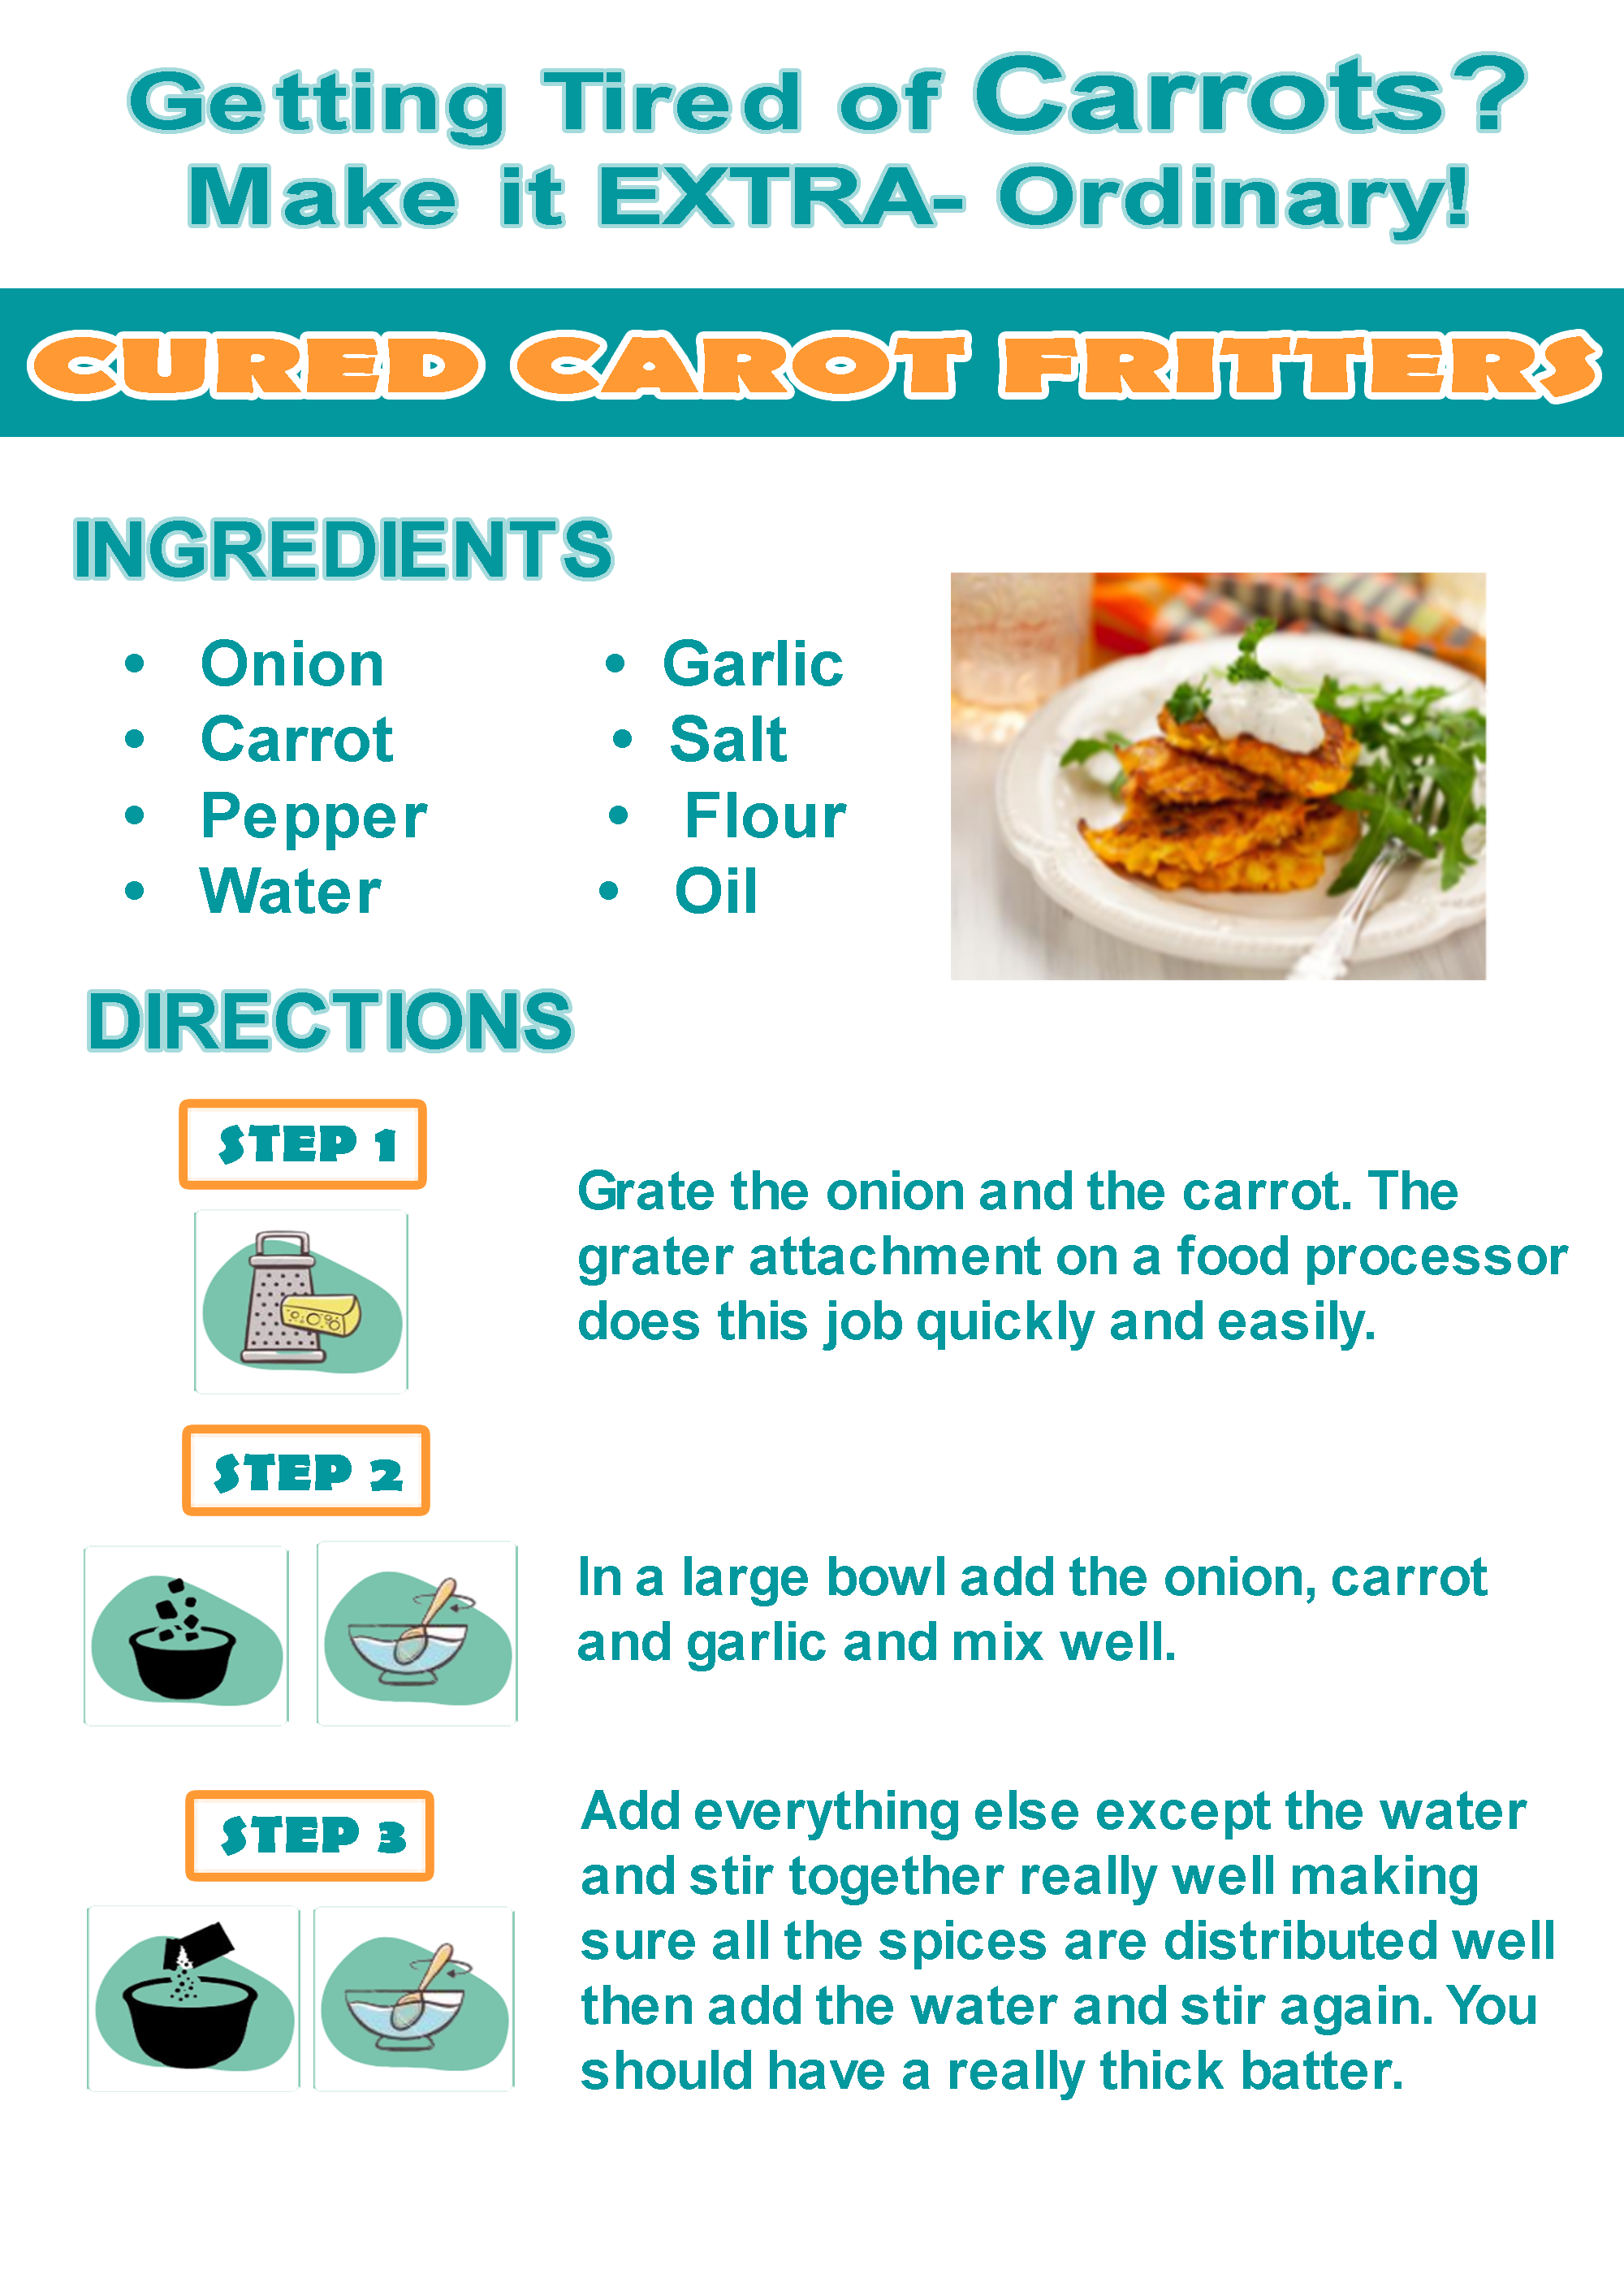 Getting Tired of Carrots?
Make it EXTRA- Ordinary!
CURED CAROT FRITTERS
INGREDIENTS
• Onion
• Carrot
• Pepper
• Water
• Garlic
• Salt
• Flour
• Oil
DIRECTIONS
STEP 1
Grate the onion and the carrot. The
grater attachment on a food processor
does this job quickly and easily.
STEP 2
In a large bowl add the onion, carrot
and garlic and mix well.
STEP 3
Add everything else except the water
and stir together really well making
sure all the spices are distributed well
then add the water and stir again. You
should have a really thick batter.